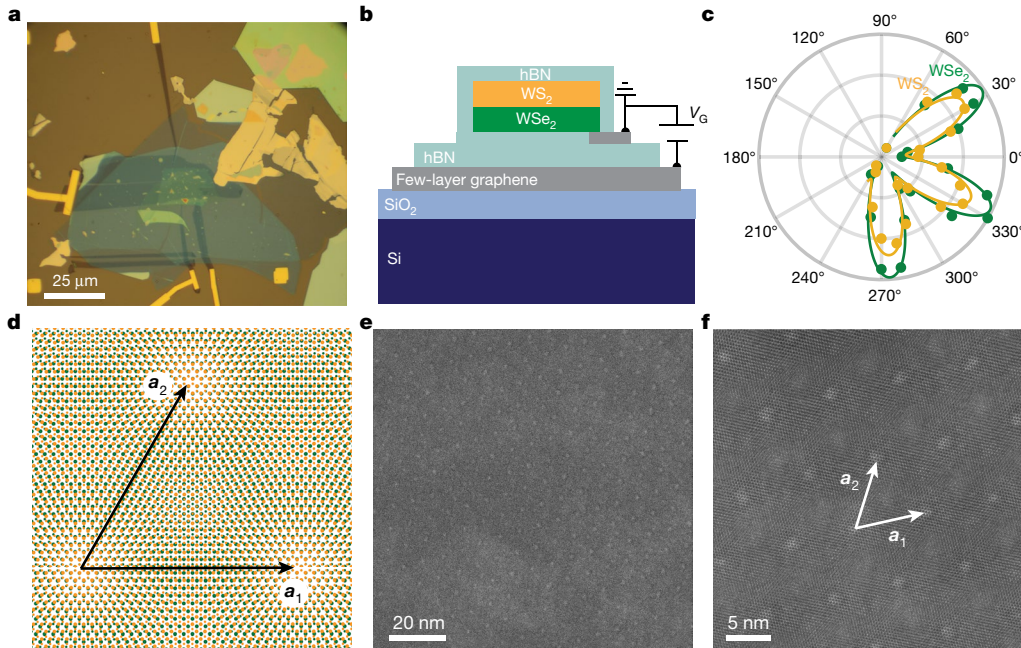 a
25 μm
b
hBN
WS₂
WSe₂
V_G
hBN
Few-layer graphene
SiO₂
Si
c
90°
120°
60°
WSe₂
WS₂
150°
30°
180°
0°
210°
330°
240°
300°
270°
d
a₂
a₁
e
20 nm
f
a₂
a₁
5 nm